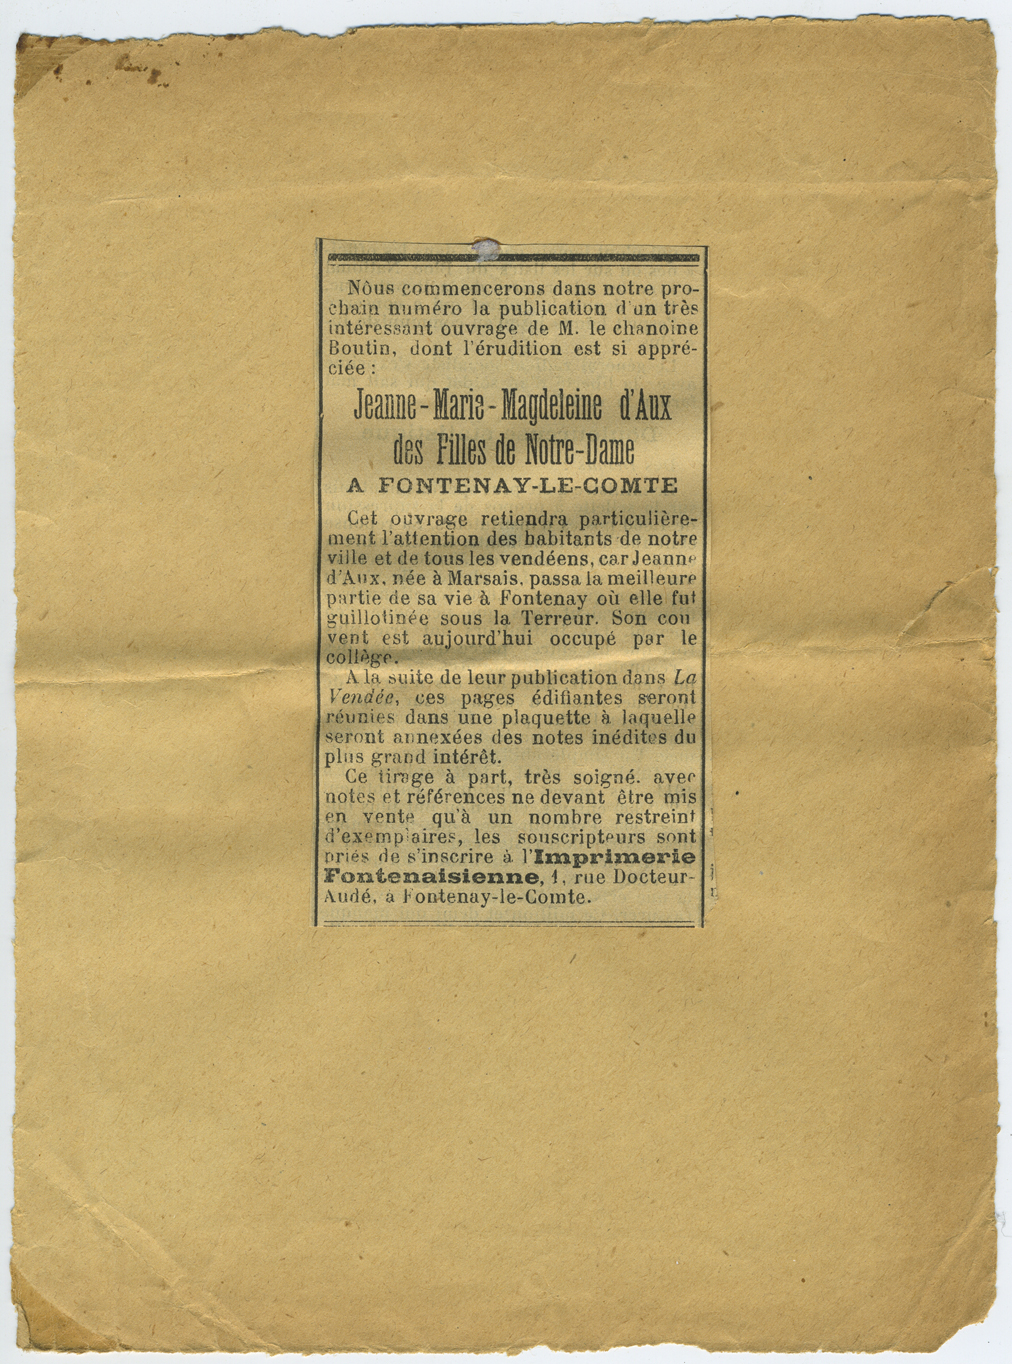 Nous commencerons dans notre pro-
chain numéro la publication d'un très
intéressant ouvrage de M. le chanoine
Boutin, dont l'érudition est si appré-
ciée :
Jeanne-Marie-Magdeleine d'Aux
des Filles de Notre-Dame
A FONTENAY-LE-COMTE
Cet ouvrage retiendra particulière-
ment l'attention des habitants de notre
ville et de tous les vendéens, car Jeanne
d'Aux, née à Marsais, passa la meilleure
partie de sa vie à Fontenay où elle fut
guillotinée sous la Terreur. Son cou
vent est aujourd'hui occupé par le
collège.
A la suite de leur publication dans La
Vendée, ces pages édifiantes seront
réunies dans une plaquette à laquelle
seront annexées des notes inédites du
plus grand intérêt.
Ce tirage à part, très soigné. avec
notes et références ne devant être mis
en vente qu'à un nombre restreint
d'exemplaires, les souscripteurs sont
priés de s'inscrire à l'Imprimerie
Fontenaisienne, 1, rue Docteur-
Audé, à Fontenay-le-Comte.